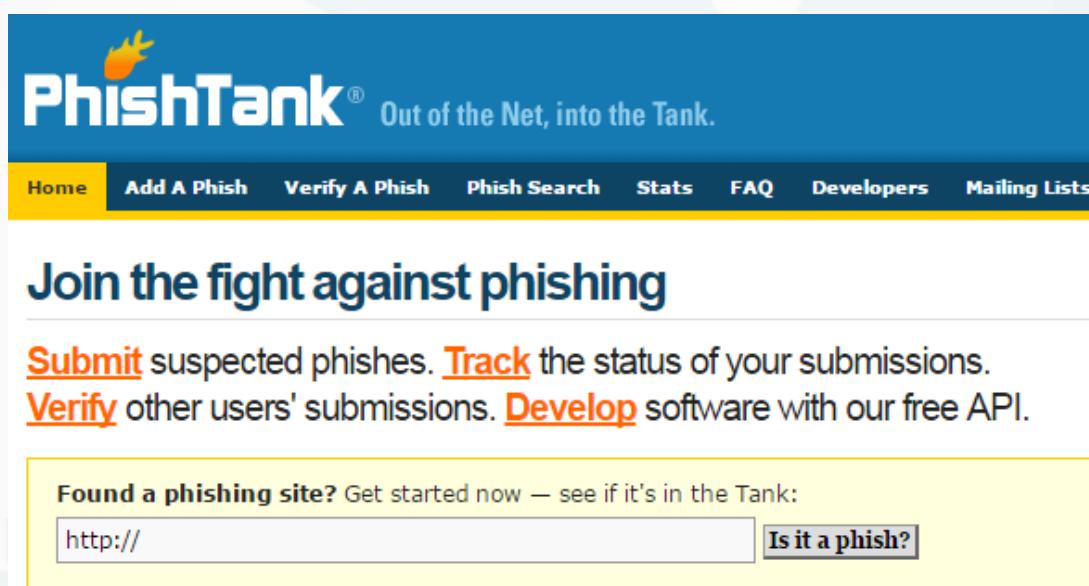 PhishTank® Out of the Net, into the Tank.
Home Add A Phish Verify A Phish Phish Search Stats FAQ Developers Mailing Lists
Join the fight against phishing
Submit suspected phishes. Track the status of your submissions.
Verify other users' submissions. Develop software with our free API.
Found a phishing site? Get started now — see if it's in the Tank:
http:// Is it a phish?